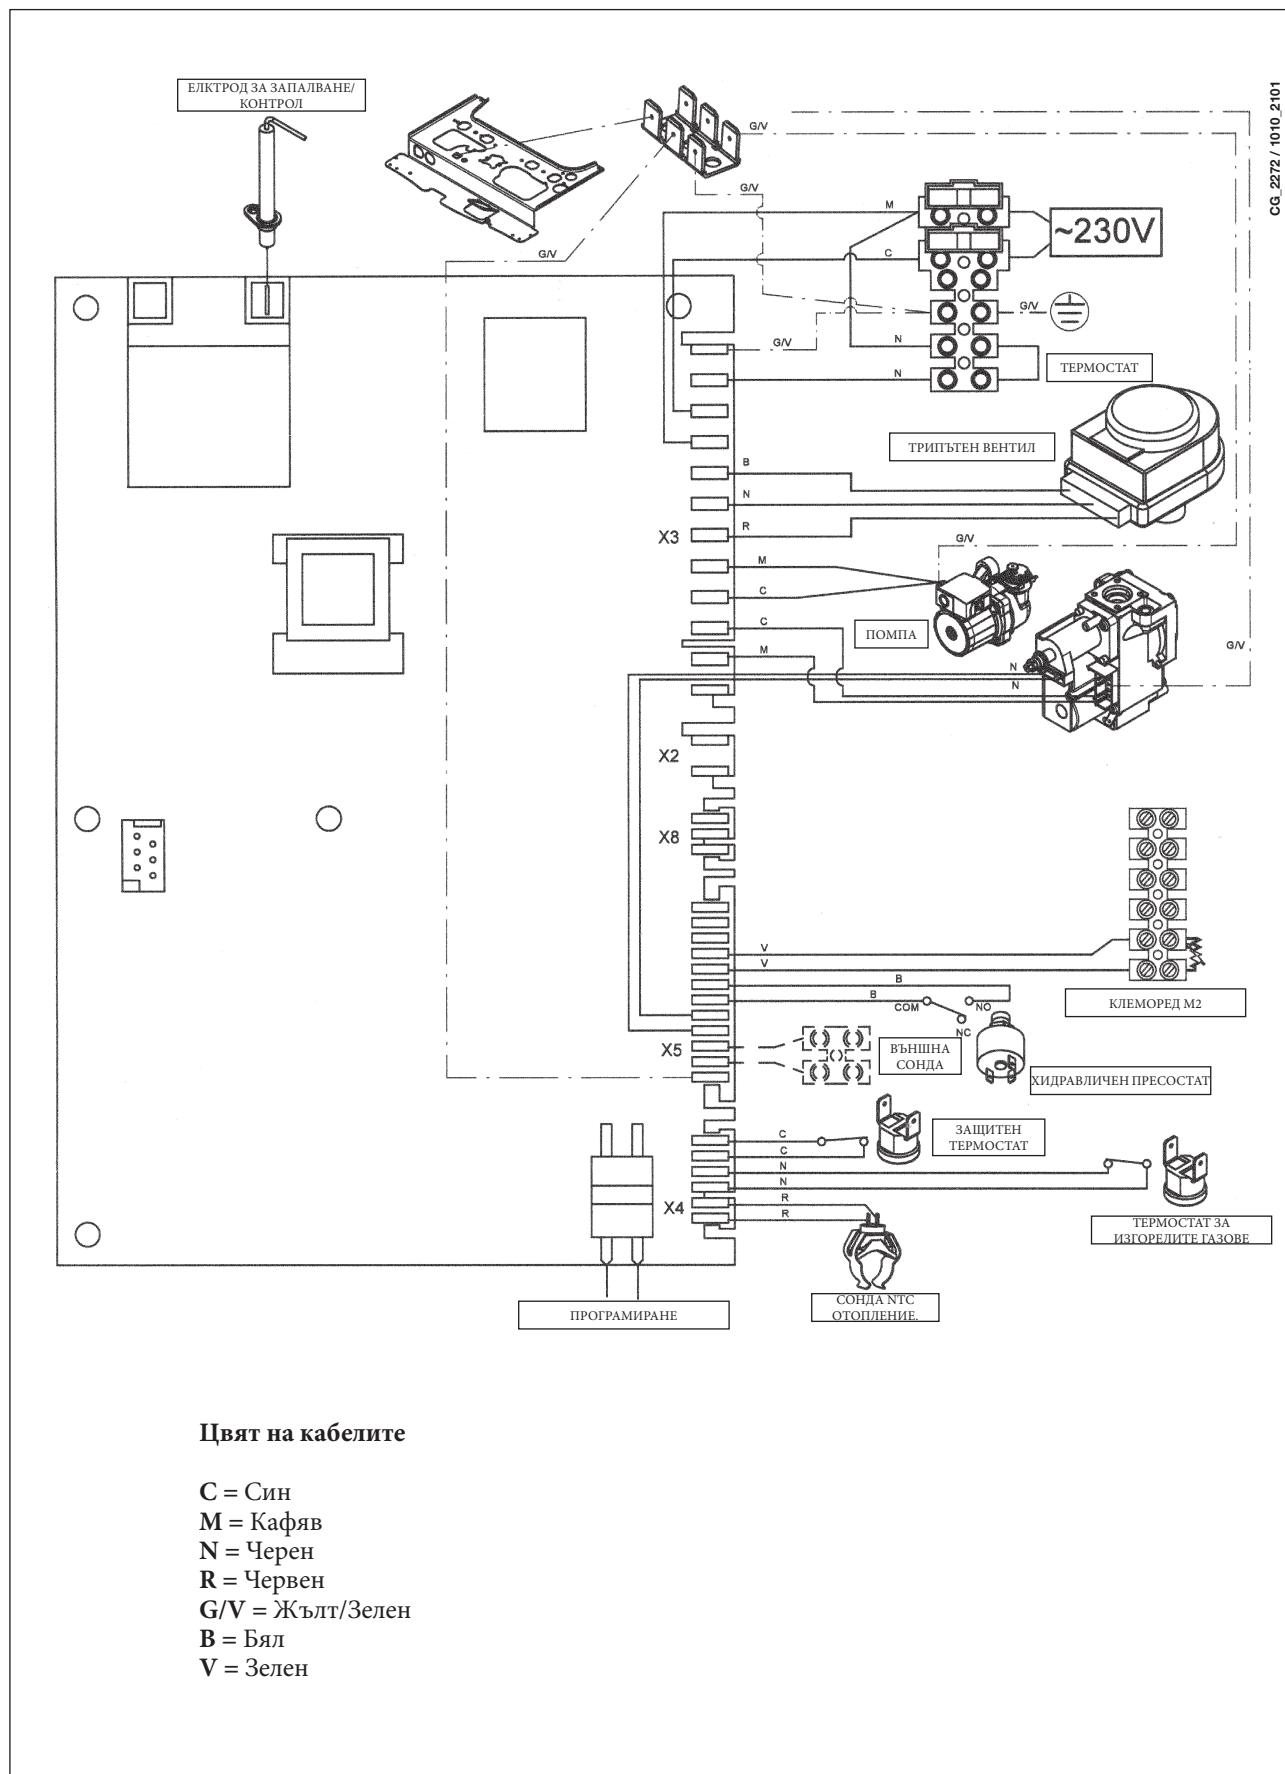 ЕЛКТРОД ЗА ЗАПАЛВАНЕ/
КОНТРОЛ
CG_2272 / 1010_2101
G/V
G/V
G/V
M
~230V
C
G/V
G/V
N
N
ТЕРМОСТАТ
ТРИПЪТЕН ВЕНТИЛ
B
N
R
X3
G/V
M
C
ПОМПА
C
M
G/V
N
N
X2
X8
V
V
B
B
COM
NO
NC
КЛЕМОРЕД M2
X5
ВЪНШНА
СОНДА
ХИДРАВЛИЧЕН ПРЕСОСТАТ
C
C
ЗАЩИТЕН
ТЕРМОСТАТ
N
N
X4
R
R
ТЕРМОСТАТ ЗА
ИЗГОРЕЛИТЕ ГАЗОВЕ
СОНДА NTC
ОТОПЛЕНИЕ.
ПРОГРАМИРАНЕ
Цвят на кабелите
C = Син
M = Кафяв
N = Черен
R = Червен
G/V = Жълт/Зелен
B = Бял
V = Зелен